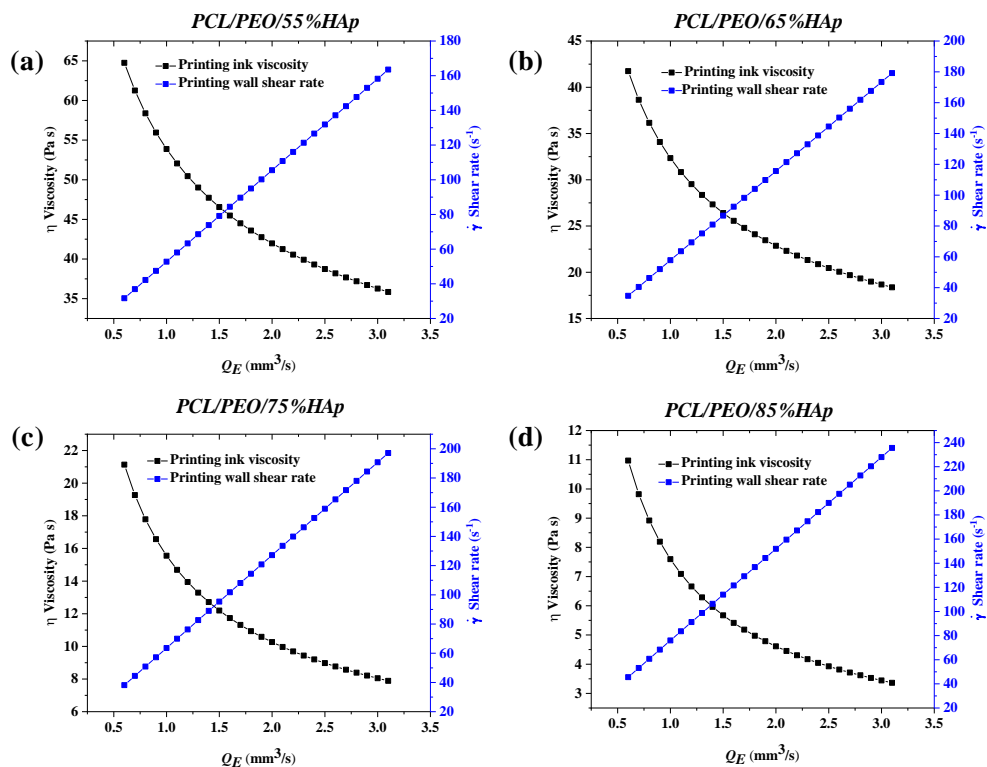 PCL/PEO/55%HAp
(a)
Printing ink viscosity
Printing wall shear rate
η Viscosity (Pa s)
65
60
55
50
45
40
35
180
160
140
120
100
80
60
40
20
γ̇ Shear rate (s⁻¹)
0.5 1.0 1.5 2.0 2.5 3.0 3.5
Q_E (mm³/s)
PCL/PEO/65%HAp
(b)
Printing ink viscosity
Printing wall shear rate
η Viscosity (Pa s)
45
40
35
30
25
20
15
200
180
160
140
120
100
80
60
40
20
γ̇ Shear rate (s⁻¹)
0.5 1.0 1.5 2.0 2.5 3.0 3.5
Q_E (mm³/s)
PCL/PEO/75%HAp
(c)
Printing ink viscosity
Printing wall shear rate
η Viscosity (Pa s)
22
20
18
16
14
12
10
8
6
200
180
160
140
120
100
80
60
40
20
γ̇ Shear rate (s⁻¹)
0.5 1.0 1.5 2.0 2.5 3.0 3.5
Q_E (mm³/s)
PCL/PEO/85%HAp
(d)
Printing ink viscosity
Printing wall shear rate
η Viscosity (Pa s)
12
11
10
9
8
7
6
5
4
3
240
220
200
180
160
140
120
100
80
60
40
20
γ̇ Shear rate (s⁻¹)
0.5 1.0 1.5 2.0 2.5 3.0 3.5
Q_E (mm³/s)